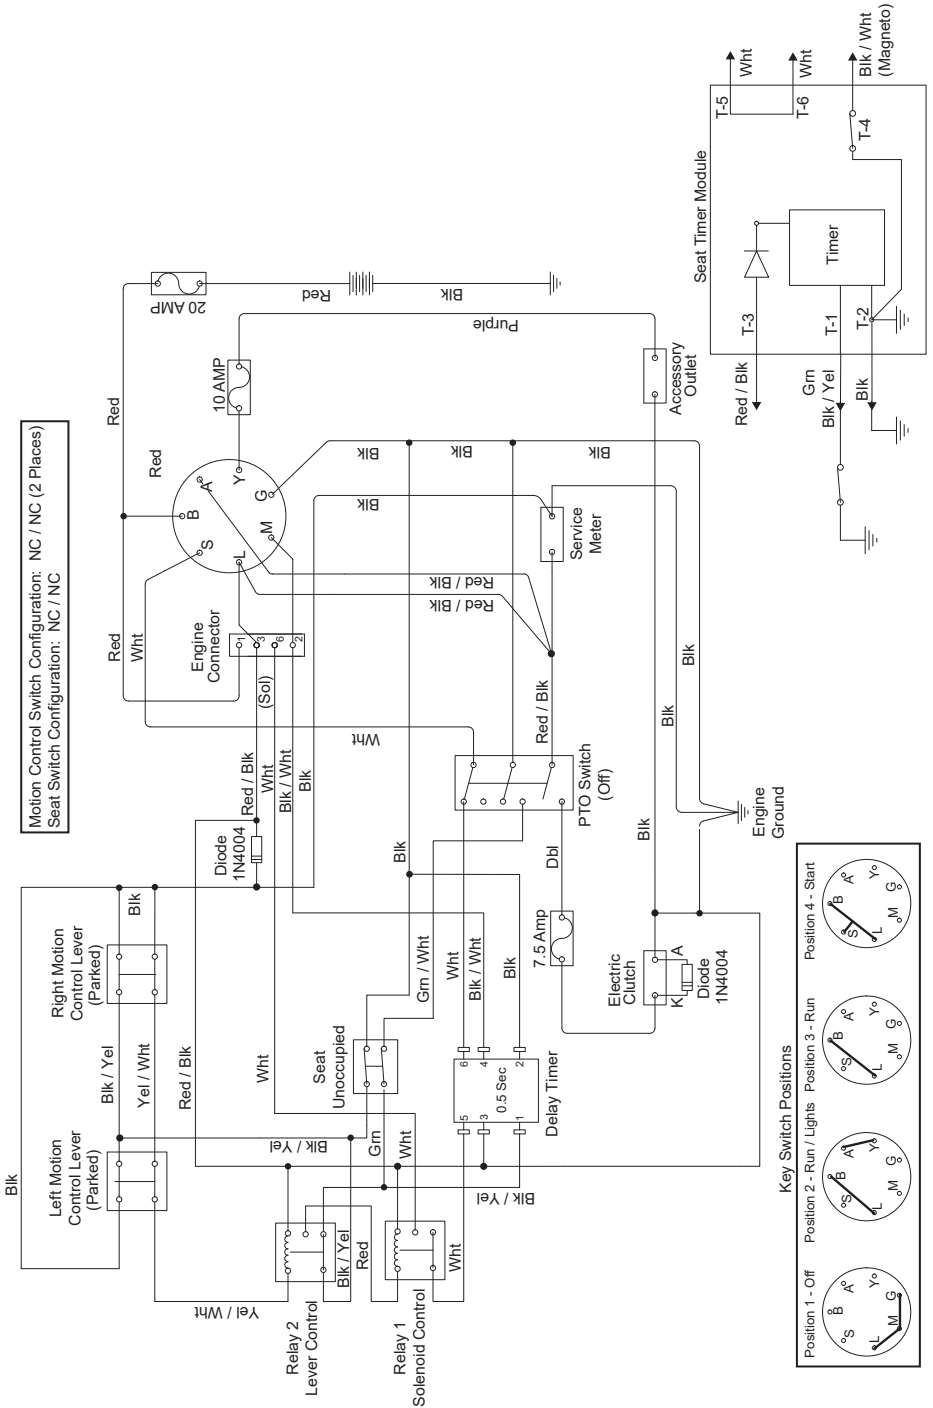 Motion Control Switch Configuration: NC / NC (2 Places)
Seat Switch Configuration: NC / NC
Blk
Left Motion
Control Lever
(Parked)
Blk / Yel
Yel / Wht
Right Motion
Control Lever
(Parked)
Blk
Red / Blk
Wht
Diode
1N4004
Red / Blk
Wht
Blk / Wht
Blk
(Sol)
Engine
Connector
1
3
6
2
Red
Wht
Red
Red
20 AMP
Red
Blk
10 AMP
Purple
B
A
Y
G
M
L
S
Blk
Blk
Blk
Blk
Red / Blk
Red / Blk
Service
Meter
Accessory
Outlet
Wht
Red / Blk
PTO Switch
(Off)
Blk
Blk
Blk
Engine
Ground
Blk
Grn / Wht
Wht
Blk / Wht
Blk
Dbl
7.5 Amp
Electric
Clutch
A
K
Diode
1N4004
Seat
Unoccupied
Blk / Yel
Grn
Wht
6
4
2
0.5 Sec
5
3
1
Delay Timer
Blk / Yel
Yel / Wht
Relay 2
Lever Control
Blk / Yel
Red
Relay 1
Solenoid Control
Wht
Seat Timer Module
T-5
T-6
Wht
Wht
T-4
Blk / Wht
(Magneto)
Timer
T-3
T-1
T-2
Red / Blk
Grn
Blk / Yel
Blk
Key Switch Positions
Position 1 - Off
S
B
A
Y
G
M
L
Position 2 - Run / Lights
S
B
A
Y
G
M
L
Position 3 - Run
S
B
A
Y
G
M
L
Position 4 - Start
S
B
A
Y
G
M
L